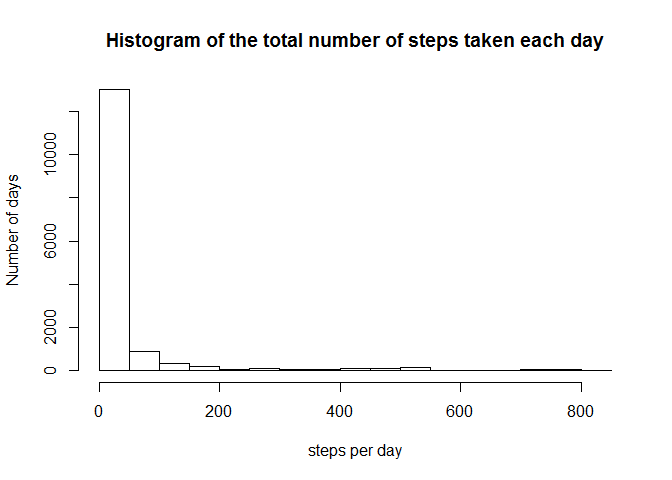 Histogram of the total number of steps taken each day
Number of days
10000
6000
2000
0
0 200 400 600 800
steps per day